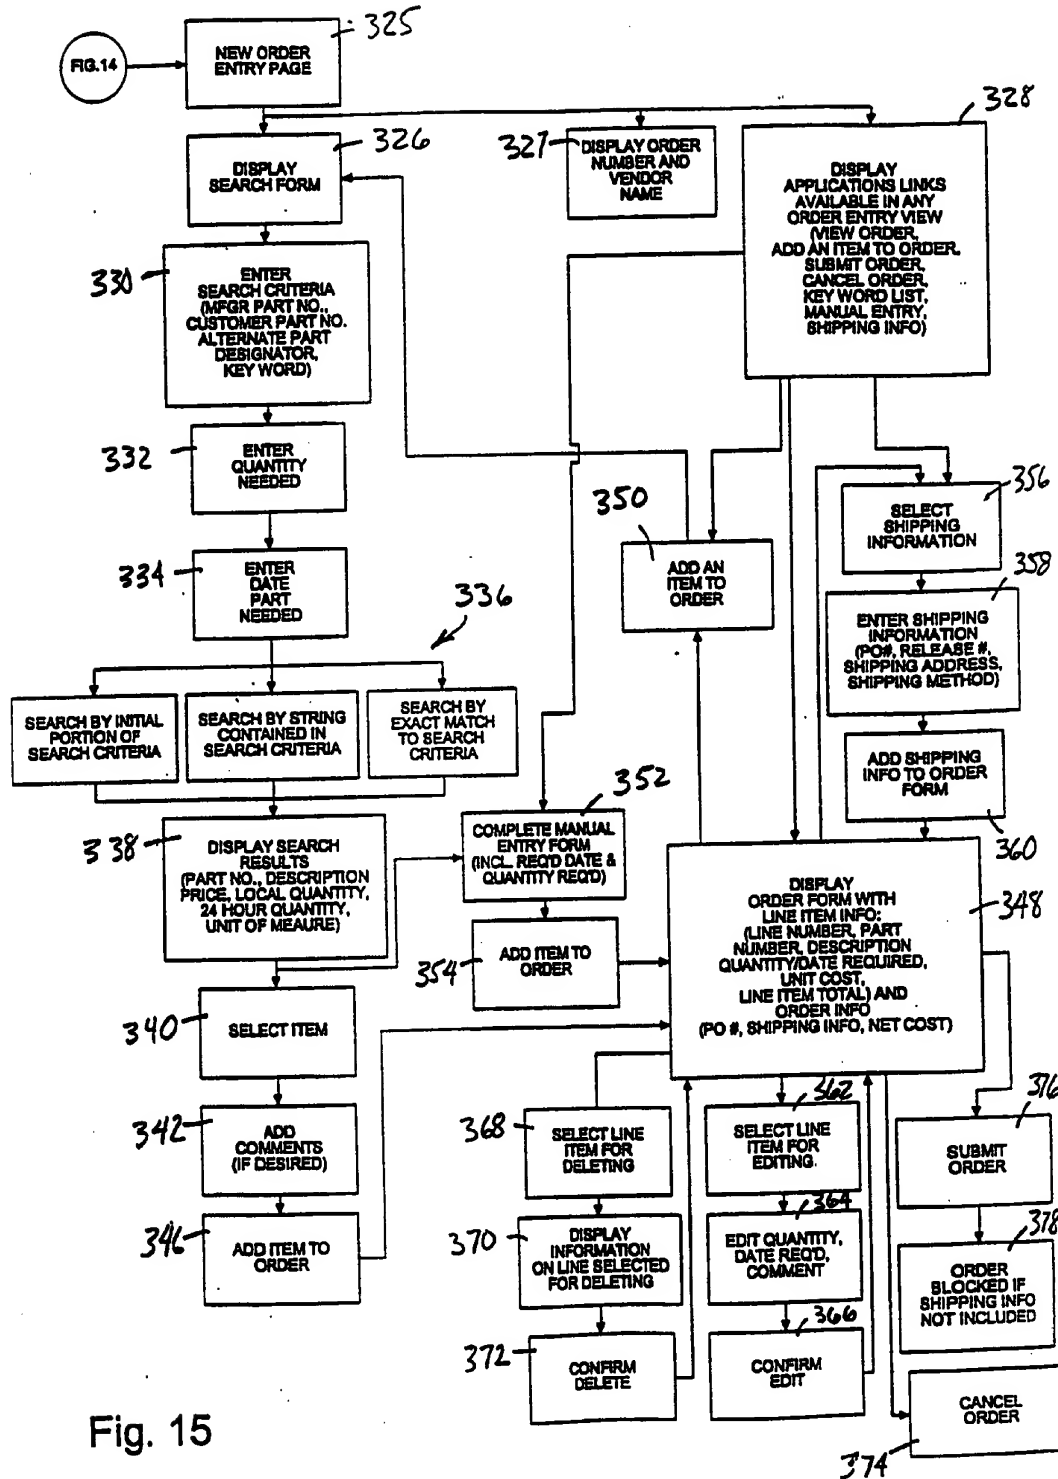 325
FIG.14
NEW ORDER
ENTRY PAGE
326
DISPLAY
SEARCH FORM
327
DISPLAY ORDER
NUMBER AND
VENDOR
NAME
328
DISPLAY
APPLICATIONS LINKS
AVAILABLE IN ANY
ORDER ENTRY VIEW
(VIEW ORDER,
ADD AN ITEM TO ORDER,
SUBMIT ORDER,
CANCEL ORDER,
KEY WORD LIST,
MANUAL ENTRY,
SHIPPING INFO)
330
ENTER
SEARCH CRITERIA
(MFGR PART NO.,
CUSTOMER PART NO.
ALTERNATE PART
DESIGNATOR,
KEY WORD)
332
ENTER
QUANTITY
NEEDED
334
ENTER
DATE
PART
NEEDED
336
SEARCH BY INITIAL
PORTION OF
SEARCH CRITERIA
SEARCH BY STRING
CONTAINED IN
SEARCH CRITERIA
SEARCH BY
EXACT MATCH
TO SEARCH
CRITERIA
338
DISPLAY SEARCH
RESULTS
(PART NO., DESCRIPTION
PRICE, LOCAL QUANTITY,
24 HOUR QUANTITY,
UNIT OF MEAURE)
340
SELECT ITEM
342
ADD
COMMENTS
(IF DESIRED)
346
ADD ITEM TO
ORDER
350
ADD AN
ITEM TO
ORDER
352
COMPLETE MANUAL
ENTRY FORM
(INCL. REQ'D DATE &
QUANTITY REQ'D)
354
ADD ITEM TO
ORDER
356
SELECT
SHIPPING
INFORMATION
358
ENTER SHIPPING
INFORMATION
(PO#, RELEASE #,
SHIPPING ADDRESS,
SHIPPING METHOD)
ADD SHIPPING
INFO TO ORDER
FORM
360
DISPLAY
ORDER FORM WITH
LINE ITEM INFO:
(LINE NUMBER, PART
NUMBER, DESCRIPTION
QUANTITY/DATE REQUIRED,
UNIT COST,
LINE ITEM TOTAL) AND
ORDER INFO
(PO #, SHIPPING INFO, NET COST)
348
368
SELECT LINE
ITEM FOR
DELETING
370
DISPLAY
INFORMATION
ON LINE SELECTED
FOR DELETING
372
CONFIRM
DELETE
362
SELECT LINE
ITEM FOR
EDITING.
364
EDIT QUANTITY,
DATE REQ'D,
COMMENT
366
CONFIRM
EDIT
376
SUBMIT
ORDER
378
ORDER
BLOCKED IF
SHIPPING INFO
NOT INCLUDED
CANCEL
ORDER
374
Fig. 15